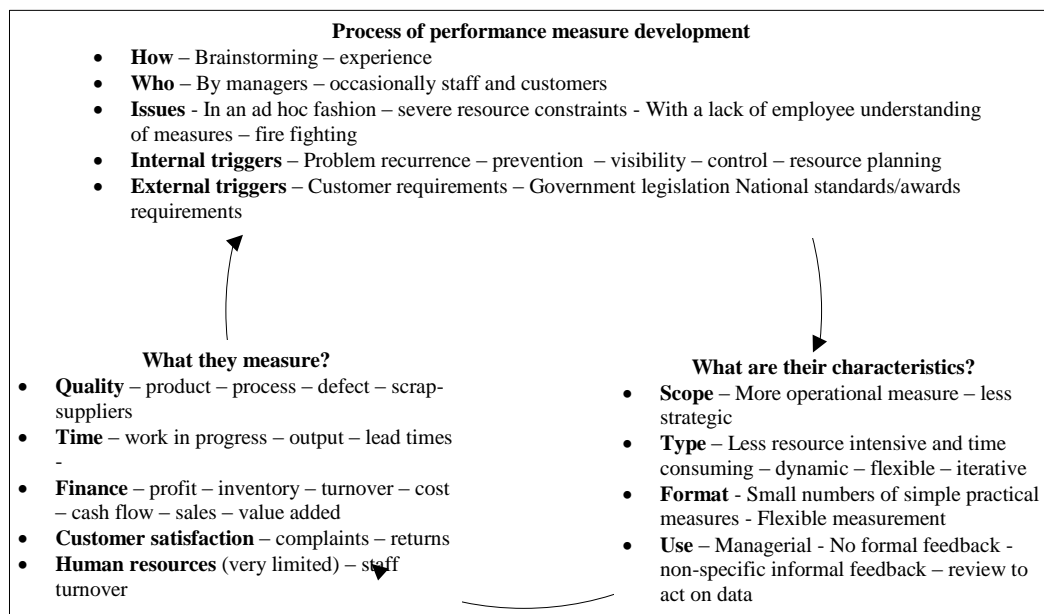 Process of performance measure development
• How – Brainstorming – experience
• Who – By managers – occasionally staff and customers
• Issues - In an ad hoc fashion – severe resource constraints - With a lack of employee understanding
of measures – fire fighting
• Internal triggers – Problem recurrence – prevention – visibility – control – resource planning
• External triggers – Customer requirements – Government legislation National standards/awards
requirements
What they measure?
• Quality – product – process – defect – scrap-
suppliers
• Time – work in progress – output – lead times
-
• Finance – profit – inventory – turnover – cost
– cash flow – sales – value added
• Customer satisfaction – complaints – returns
• Human resources (very limited) – staff
turnover
What are their characteristics?
• Scope – More operational measure – less
strategic
• Type – Less resource intensive and time
consuming – dynamic – flexible – iterative
• Format - Small numbers of simple practical
measures - Flexible measurement
• Use – Managerial - No formal feedback -
non-specific informal feedback – review to
act on data